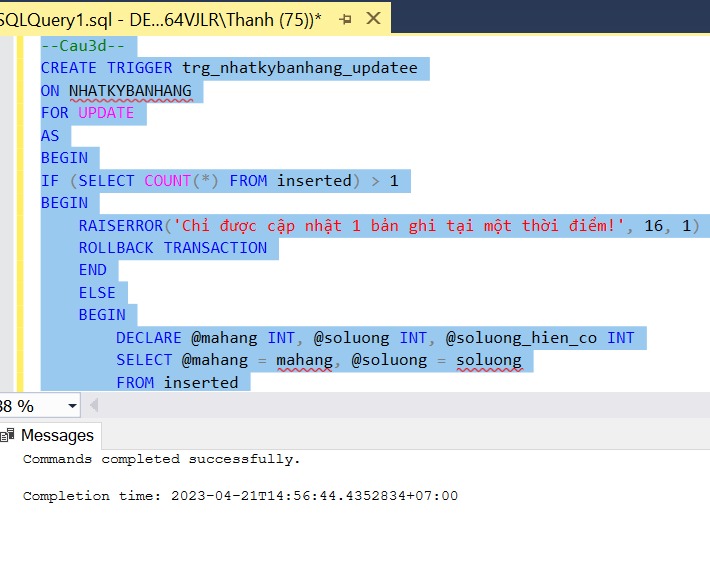 SQLQuery1.sql - DE...64VJLR\Thanh (75))*
--Cau3d--
CREATE TRIGGER trg_nhatkybanhang_updatee
ON NHATKYBANHANG
FOR UPDATE
AS
BEGIN
IF (SELECT COUNT(*) FROM inserted) > 1
BEGIN
RAISERROR('Chỉ được cập nhật 1 bản ghi tại một thời điểm!', 16, 1)
ROLLBACK TRANSACTION
END
ELSE
BEGIN
DECLARE @mahang INT, @soluong INT, @soluong_hien_co INT
SELECT @mahang = mahang, @soluong = soluong
FROM inserted
38 %
Messages
Commands completed successfully.
Completion time: 2023-04-21T14:56:44.4352834+07:00